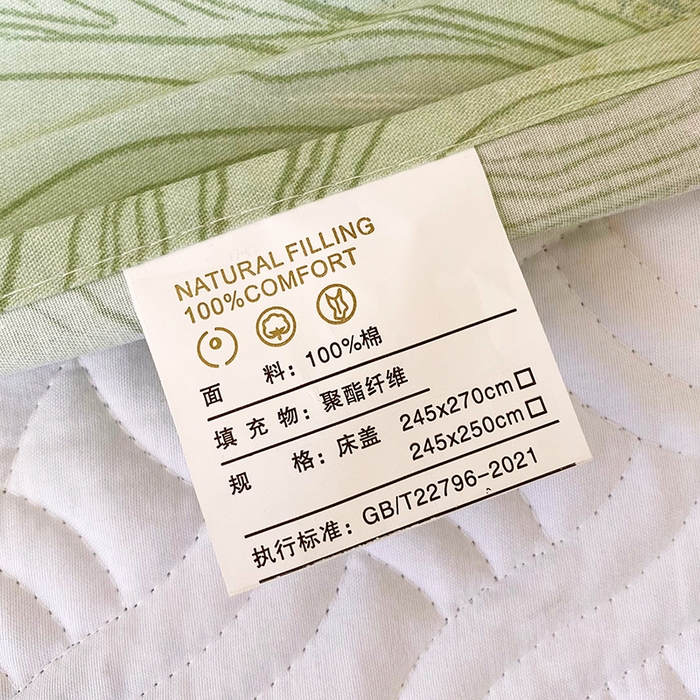 NATURAL FILLING
100%COMFORT
面 料：100%棉
填 充 物：聚酯纤维
规 格：床盖 245x270cm□
245x250cm□
执行标准：GB/T22796-2021